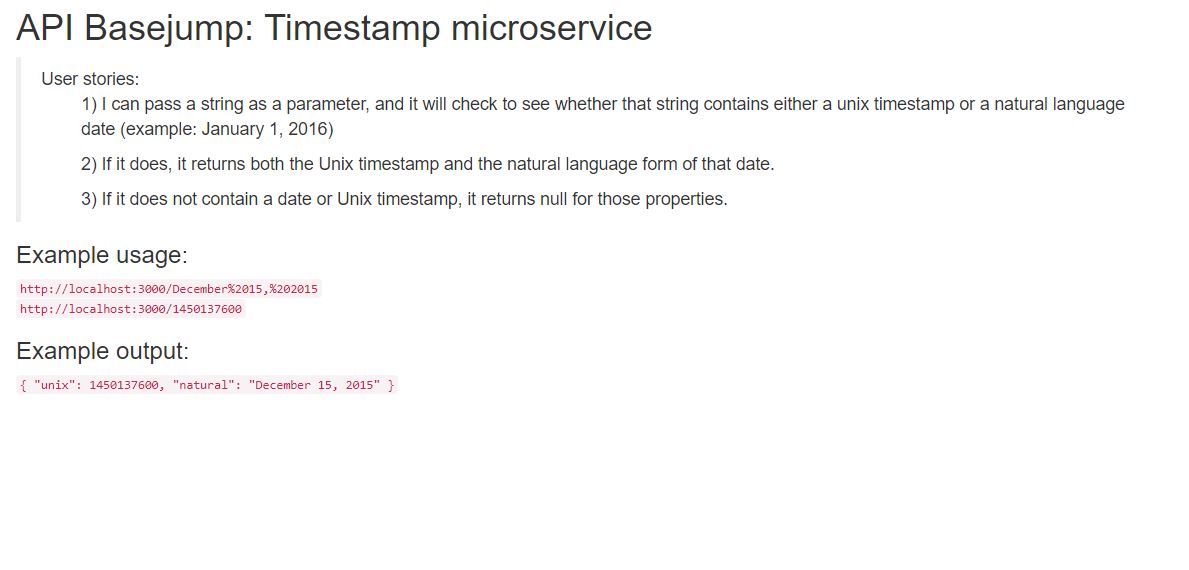 API Basejump: Timestamp microservice
User stories:
1) I can pass a string as a parameter, and it will check to see whether that string contains either a unix timestamp or a natural language
date (example: January 1, 2016)
2) If it does, it returns both the Unix timestamp and the natural language form of that date.
3) If it does not contain a date or Unix timestamp, it returns null for those properties.
Example usage:
http://localhost:3000/December%2015,%202015
http://localhost:3000/1450137600
Example output:
{ "unix": 1450137600, "natural": "December 15, 2015" }